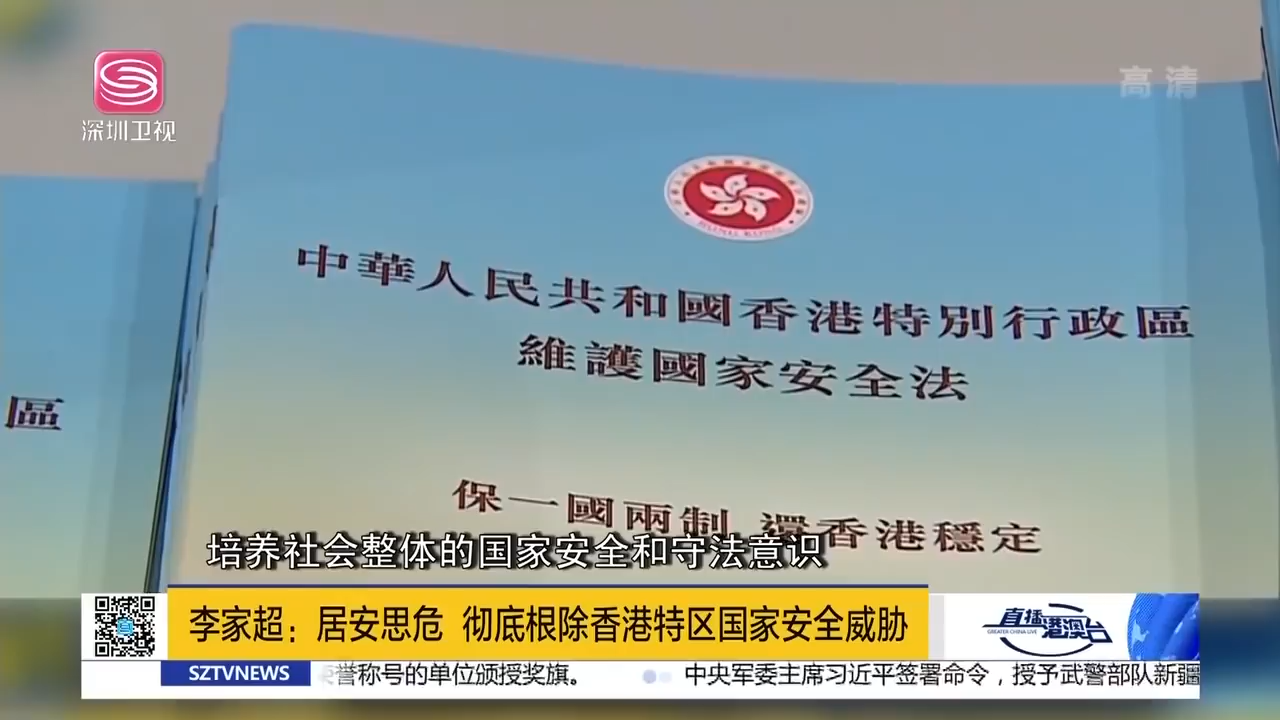 深圳卫视
高清
中華人民共和國香港特別行政區
維護國家安全法
區
保一國兩制 還香港穩定
培养社会整体的国家安全和守法意识
李家超：居安思危 彻底根除香港特区国家安全威胁
直播港澳台
GREATER CHINA LIVE
SZTVNEWS
誉称号的单位颁授奖旗。 中央军委主席习近平签署命令，授予武警部队新疆